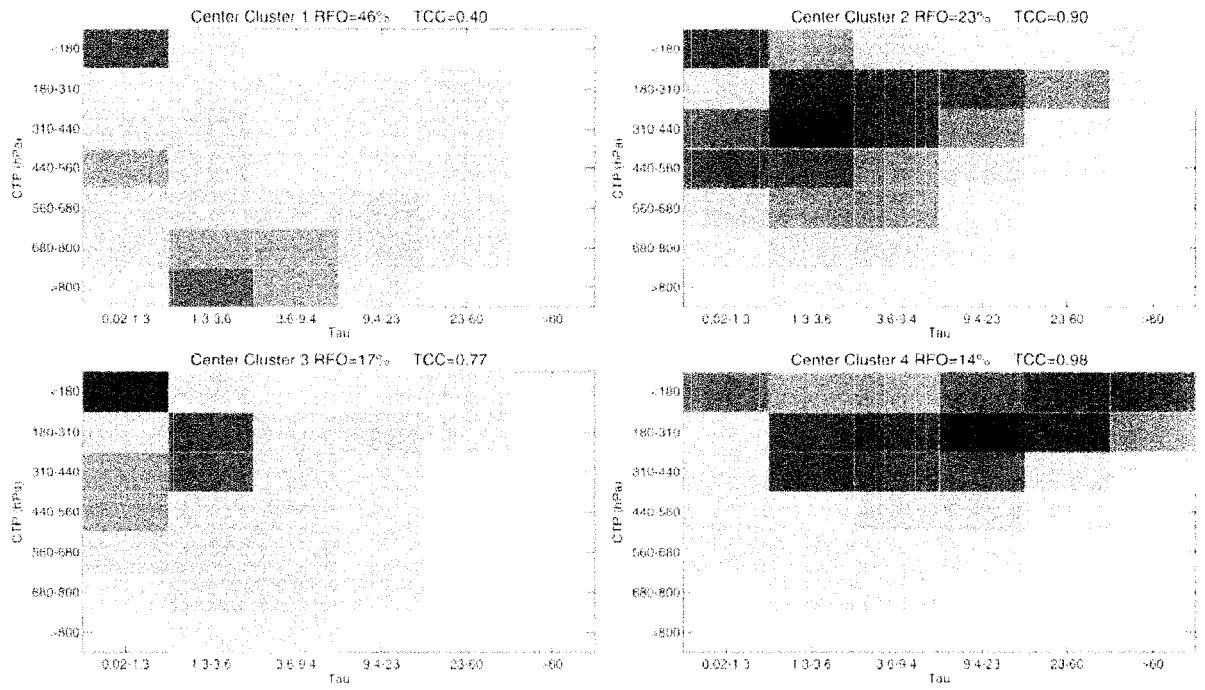 Center Cluster 1 RFO=46% TCC=0.40
<180
180-310
310-440
440-560
560-680
680-800
>800
CTP (hPa)
0.02-1.3 1.3-3.6 3.6-9.4 9.4-23 23-60 >60
Tau
Center Cluster 2 RFO=23% TCC=0.90
<180
180-310
310-440
440-560
560-680
680-800
>800
CTP (hPa)
0.02-1.3 1.3-3.6 3.6-9.4 9.4-23 23-60 >60
Tau
Center Cluster 3 RFO=17% TCC=0.77
<180
180-310
310-440
440-560
560-680
680-800
>800
CTP (hPa)
0.02-1.3 1.3-3.6 3.6-9.4 9.4-23 23-60 >60
Tau
Center Cluster 4 RFO=14% TCC=0.98
<180
180-310
310-440
440-560
560-680
680-800
>800
CTP (hPa)
0.02-1.3 1.3-3.6 3.6-9.4 9.4-23 23-60 >60
Tau